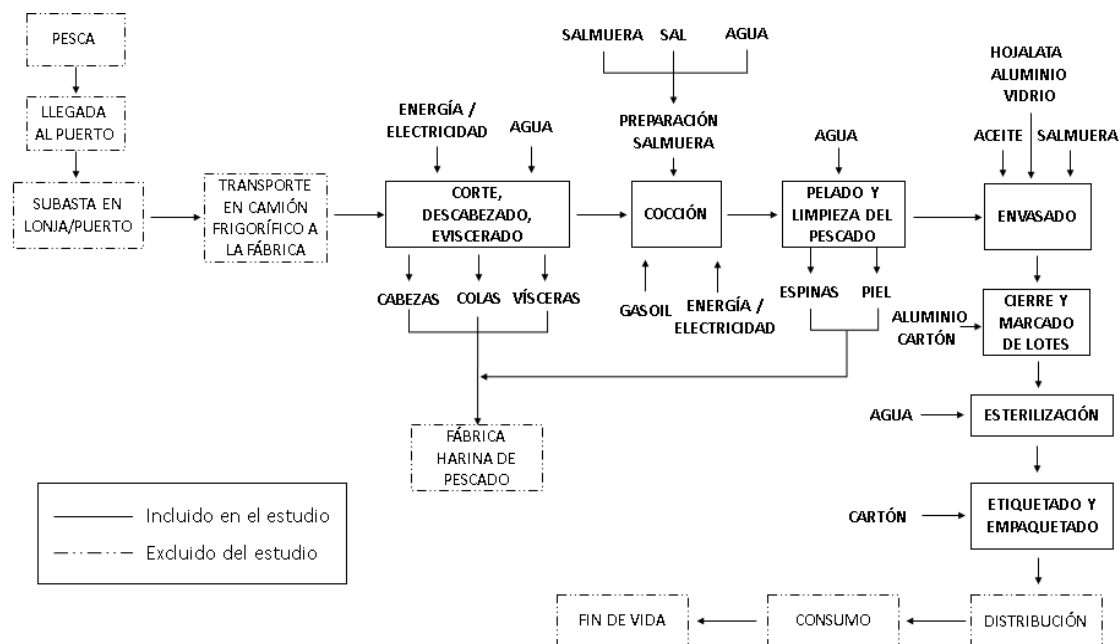 PESCA
LLEGADA
AL PUERTO
SUBASTA EN
LONJA/PUERTO
TRANSPORTE
EN CAMIÓN
FRIGORÍFICO A
LA FÁBRICA
ENERGÍA /
ELECTRICIDAD
AGUA
CORTE,
DESCABEZADO,
EVISCERADO
CABEZAS
COLAS
VÍSCERAS
FÁBRICA
HARINA DE
PESCADO
SALMUERA
SAL
AGUA
PREPARACIÓN
SALMUERA
COCCIÓN
GASOIL
ENERGÍA /
ELECTRICIDAD
AGUA
PELADO Y
LIMPIEZA DEL
PESCADO
ESPINAS
PIEL
HOJALATA
ALUMINIO
VIDRIO
ACEITE
SALMUERA
ENVASADO
ALUMINIO
CARTÓN
CIERRE Y
MARCADO
DE LOTES
AGUA
ESTERILIZACIÓN
CARTÓN
ETIQUETADO Y
EMPAQUETADO
DISTRIBUCIÓN
CONSUMO
FIN DE VIDA
Incluido en el estudio
Excluido del estudio